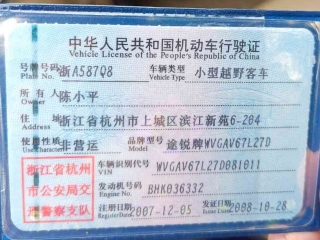 中华人民共和国机动车行驶证
Vehicle License of the People's Republic of China
号牌号码 浙A587Q8 车辆类型 小型越野客车
Plate No. Vehicle Type
所有人 陈小平
Owner
住址 浙江省杭州市上城区滨江新苑6-204
Address
使用性质 非营运 品牌型号 途锐牌WVGAV67L27D
浙江省杭州 车辆识别代号 WVGAV67L27D081011
VIN
市公安局交 发动机号码 BHK036332
通警察支队 注册日期 2007-12-05 发证日期 2008-10-28
Register Date Issue Date